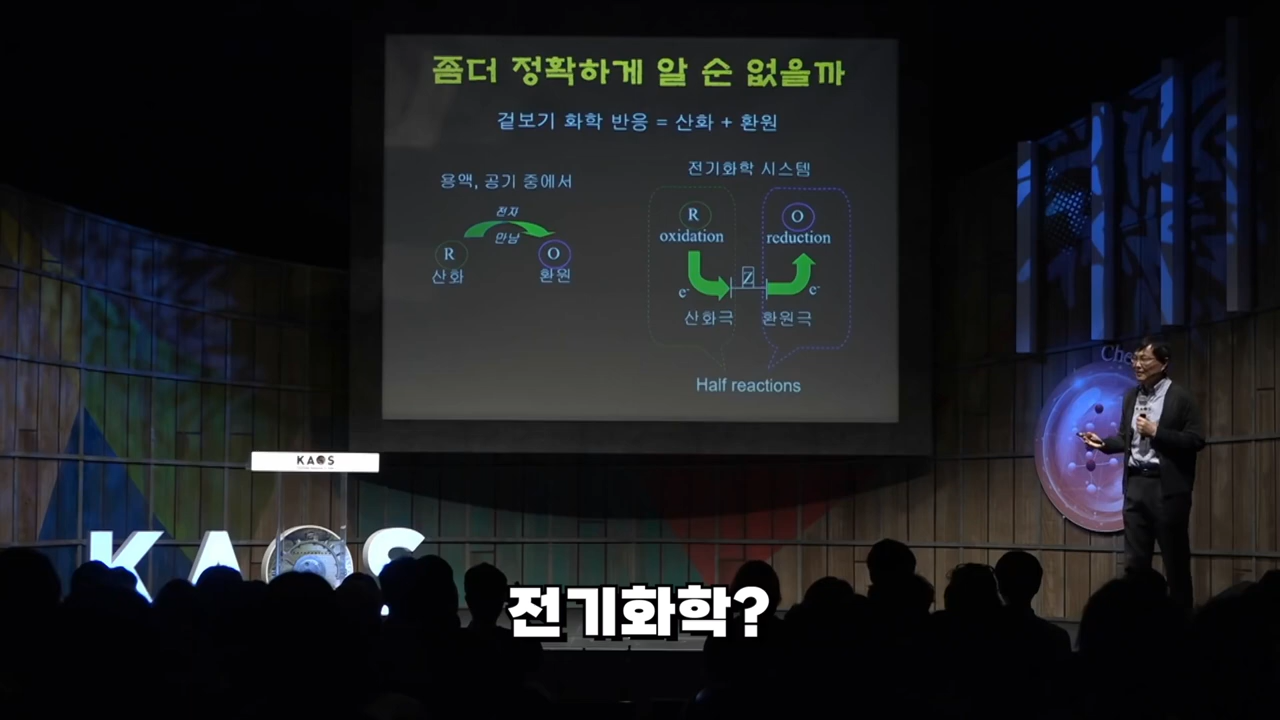 좀더 정확하게 알 순 없을까
겉보기 화학 반응 = 산화 + 환원
용액, 공기 중에서
전자
만남
R
산화
O
환원
전기화학 시스템
R
oxidation
O
reduction
e-
Z
e-
산화극
환원극
Half reactions
Che
KAOS
KAOS
전기화학?